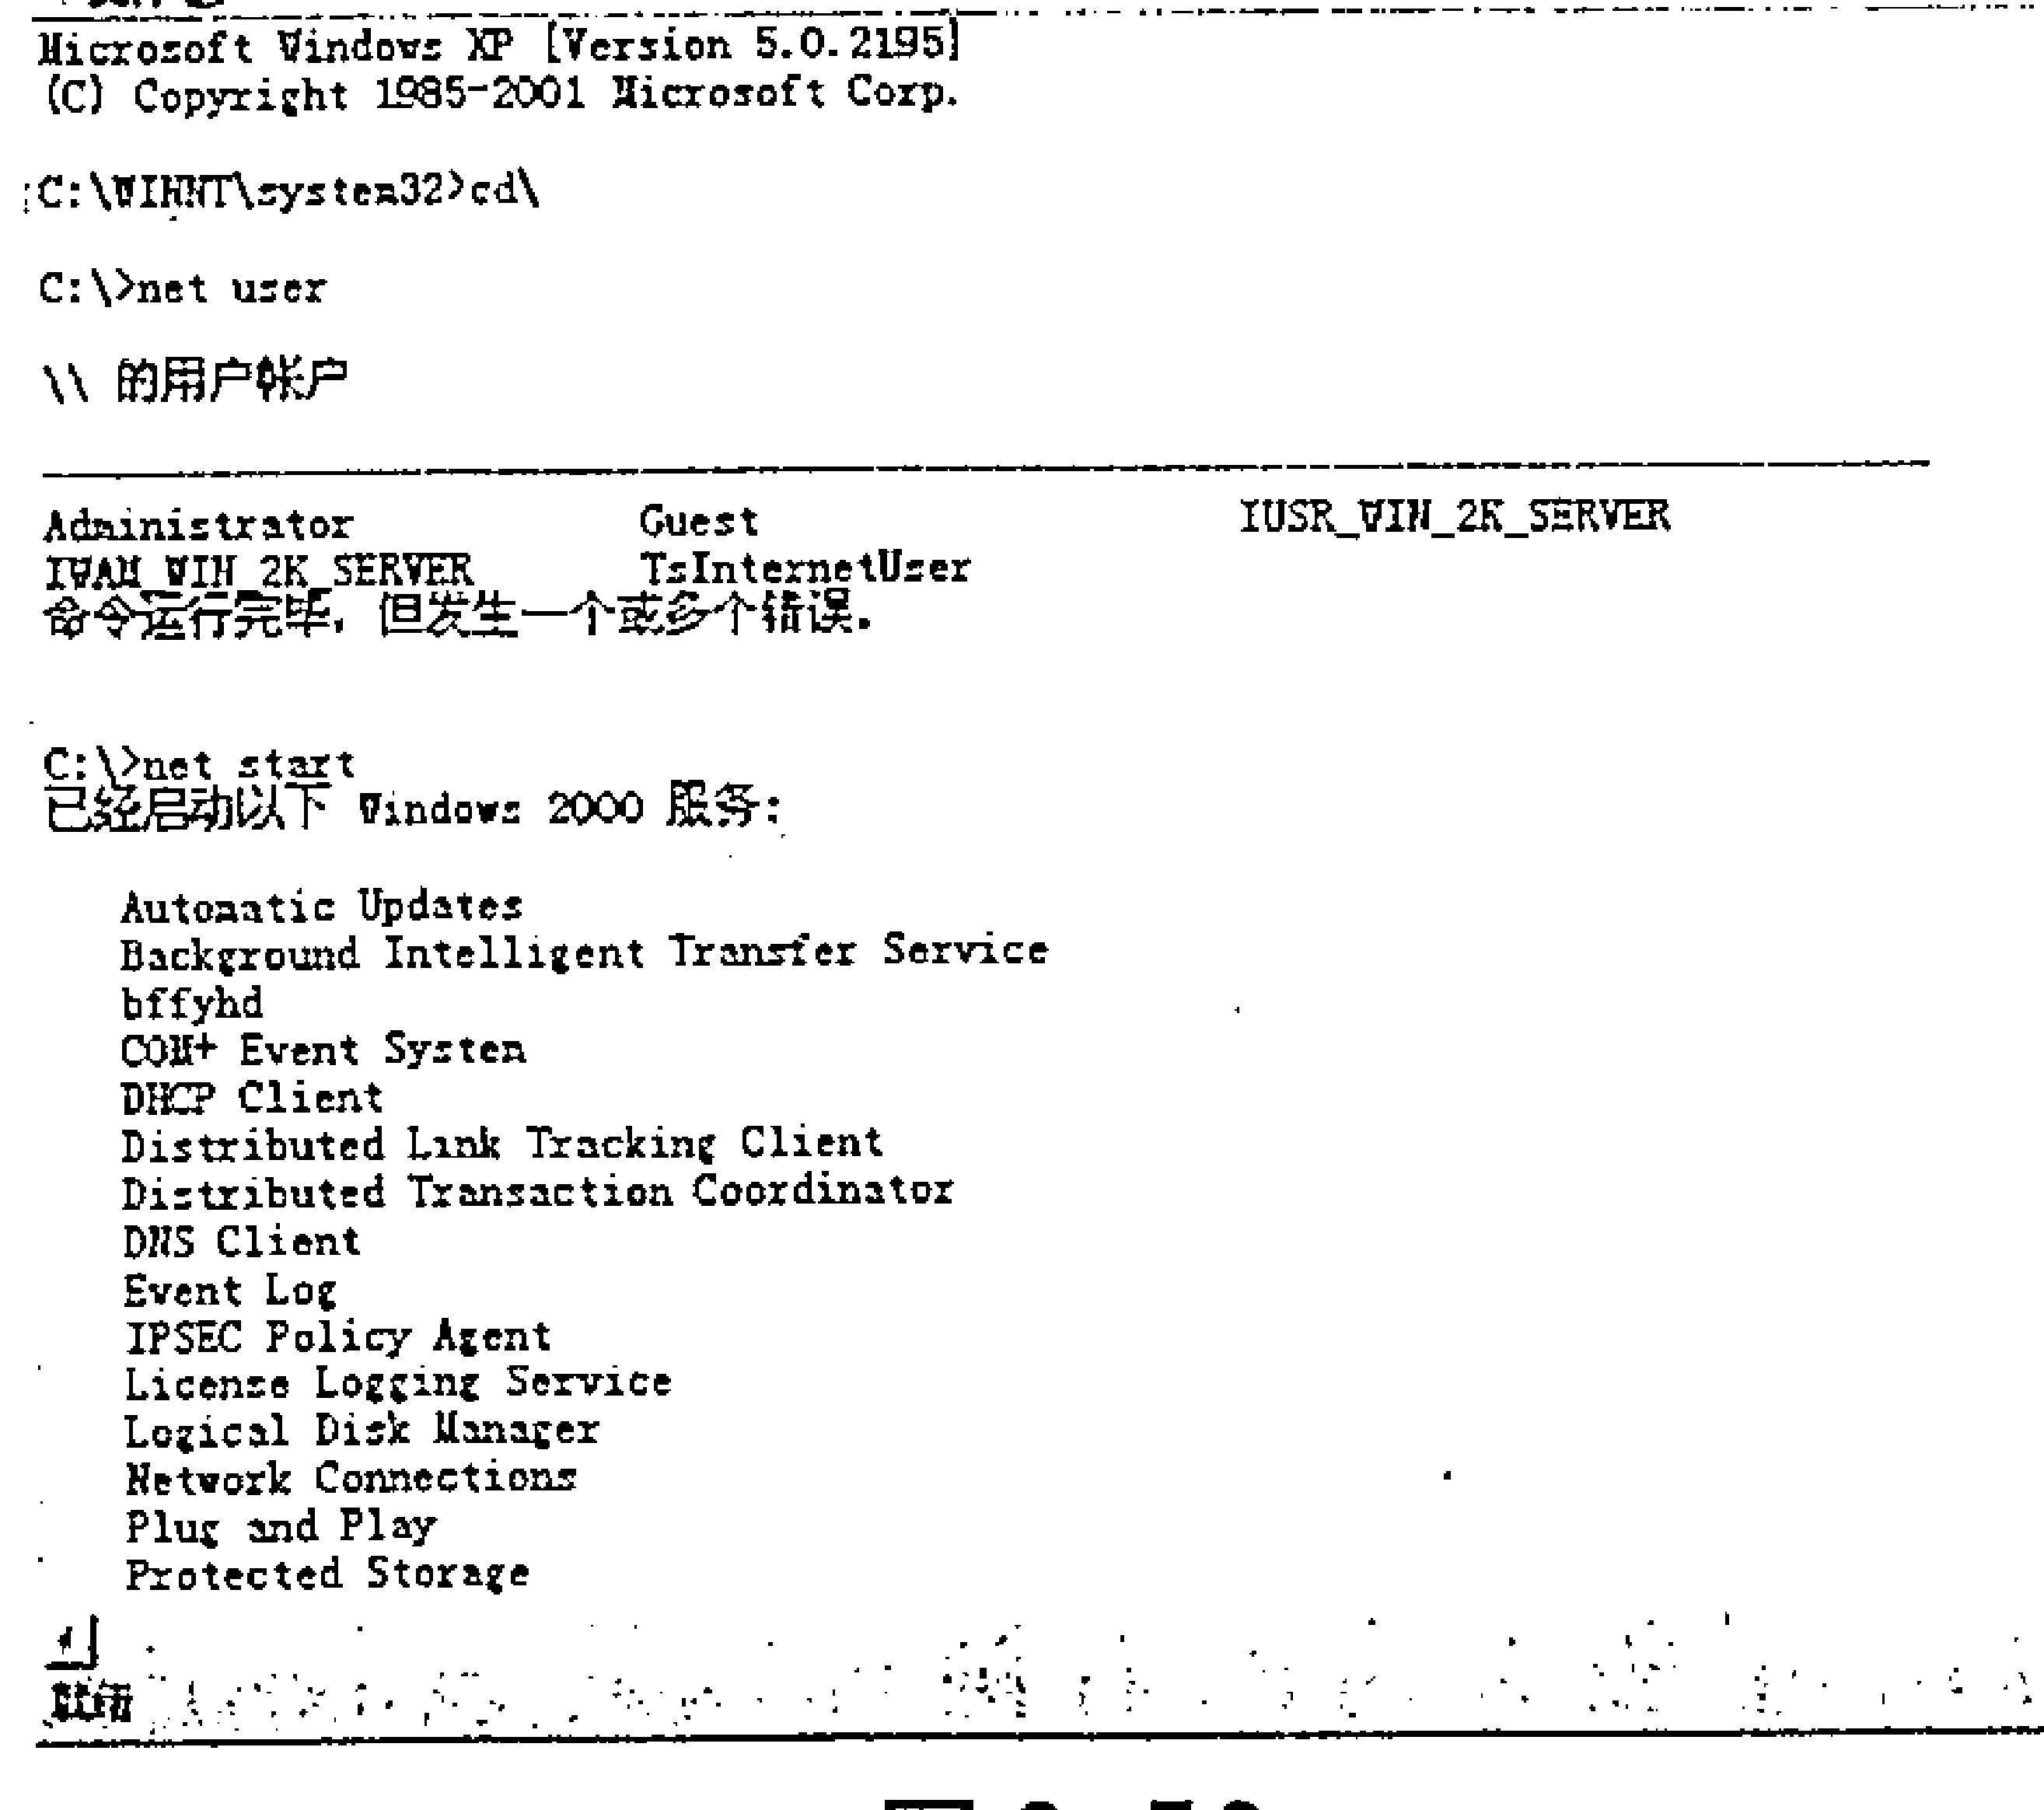 Microsoft Windows XP [Version 5.0.2195]
(C) Copyright 1985-2001 Microsoft Corp.
C:\WINNT\system32>cd\
C:\>net user
\\ 的用户帐户
Administrator Guest IUSR_WIN_2K_SERVER
IWAM_WIN_2K_SERVER TsInternetUser
命令运行完毕，但发生一个或多个错误.
C:\>net start
已经启动以下 Windows 2000 服务:
Automatic Updates
Background Intelligent Transfer Service
bffyhd
COM+ Event System
DHCP Client
Distributed Link Tracking Client
Distributed Transaction Coordinator
DNS Client
Event Log
IPSEC Policy Agent
License Logging Service
Logical Disk Manager
Network Connections
Plug and Play
Protected Storage